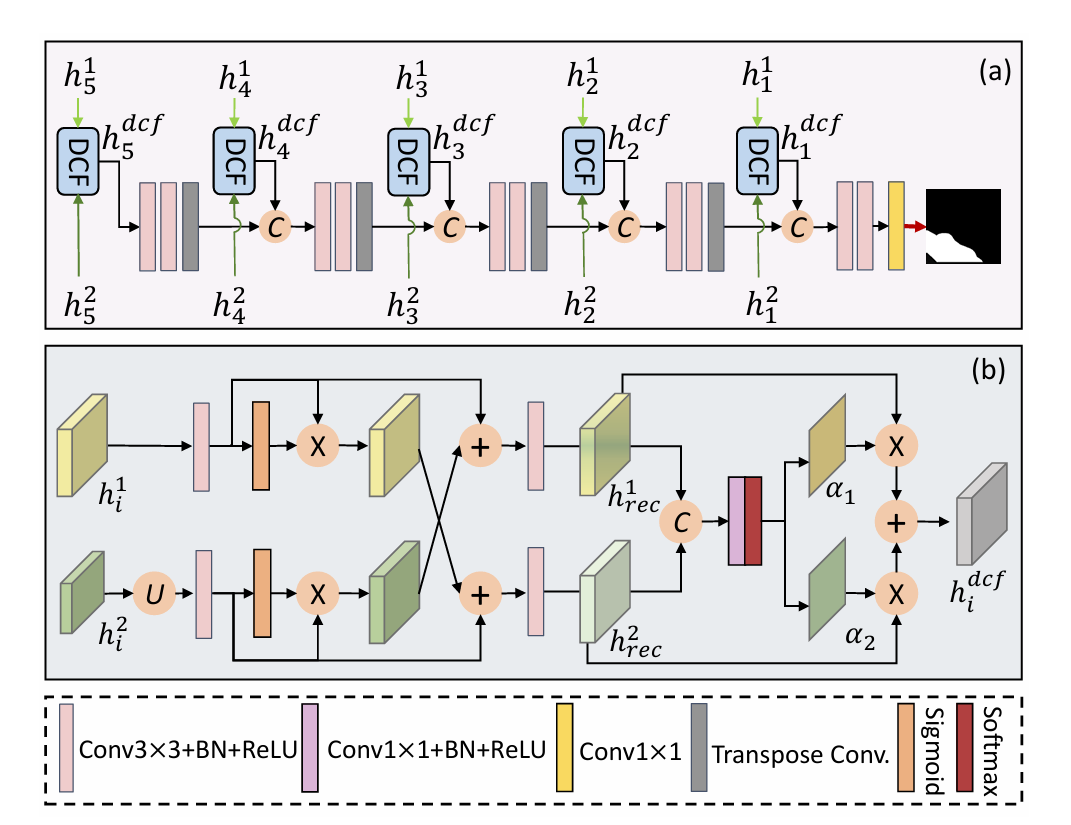 (a)
h_5^1 h_4^1 h_3^1 h_2^1 h_1^1
DCF h_5^{dcf} DCF h_4^{dcf} DCF h_3^{dcf} DCF h_2^{dcf} DCF h_1^{dcf}
C C C C
h_5^2 h_4^2 h_3^2 h_2^2 h_1^2
(b)
X + X
h_i^1 h_{rec}^1 α_1
C +
U X + X
h_i^2 h_{rec}^2 α_2 h_i^{dcf}
Conv3×3+BN+ReLU
Conv1×1+BN+ReLU
Conv1×1
Transpose Conv.
Sigmoid
Softmax